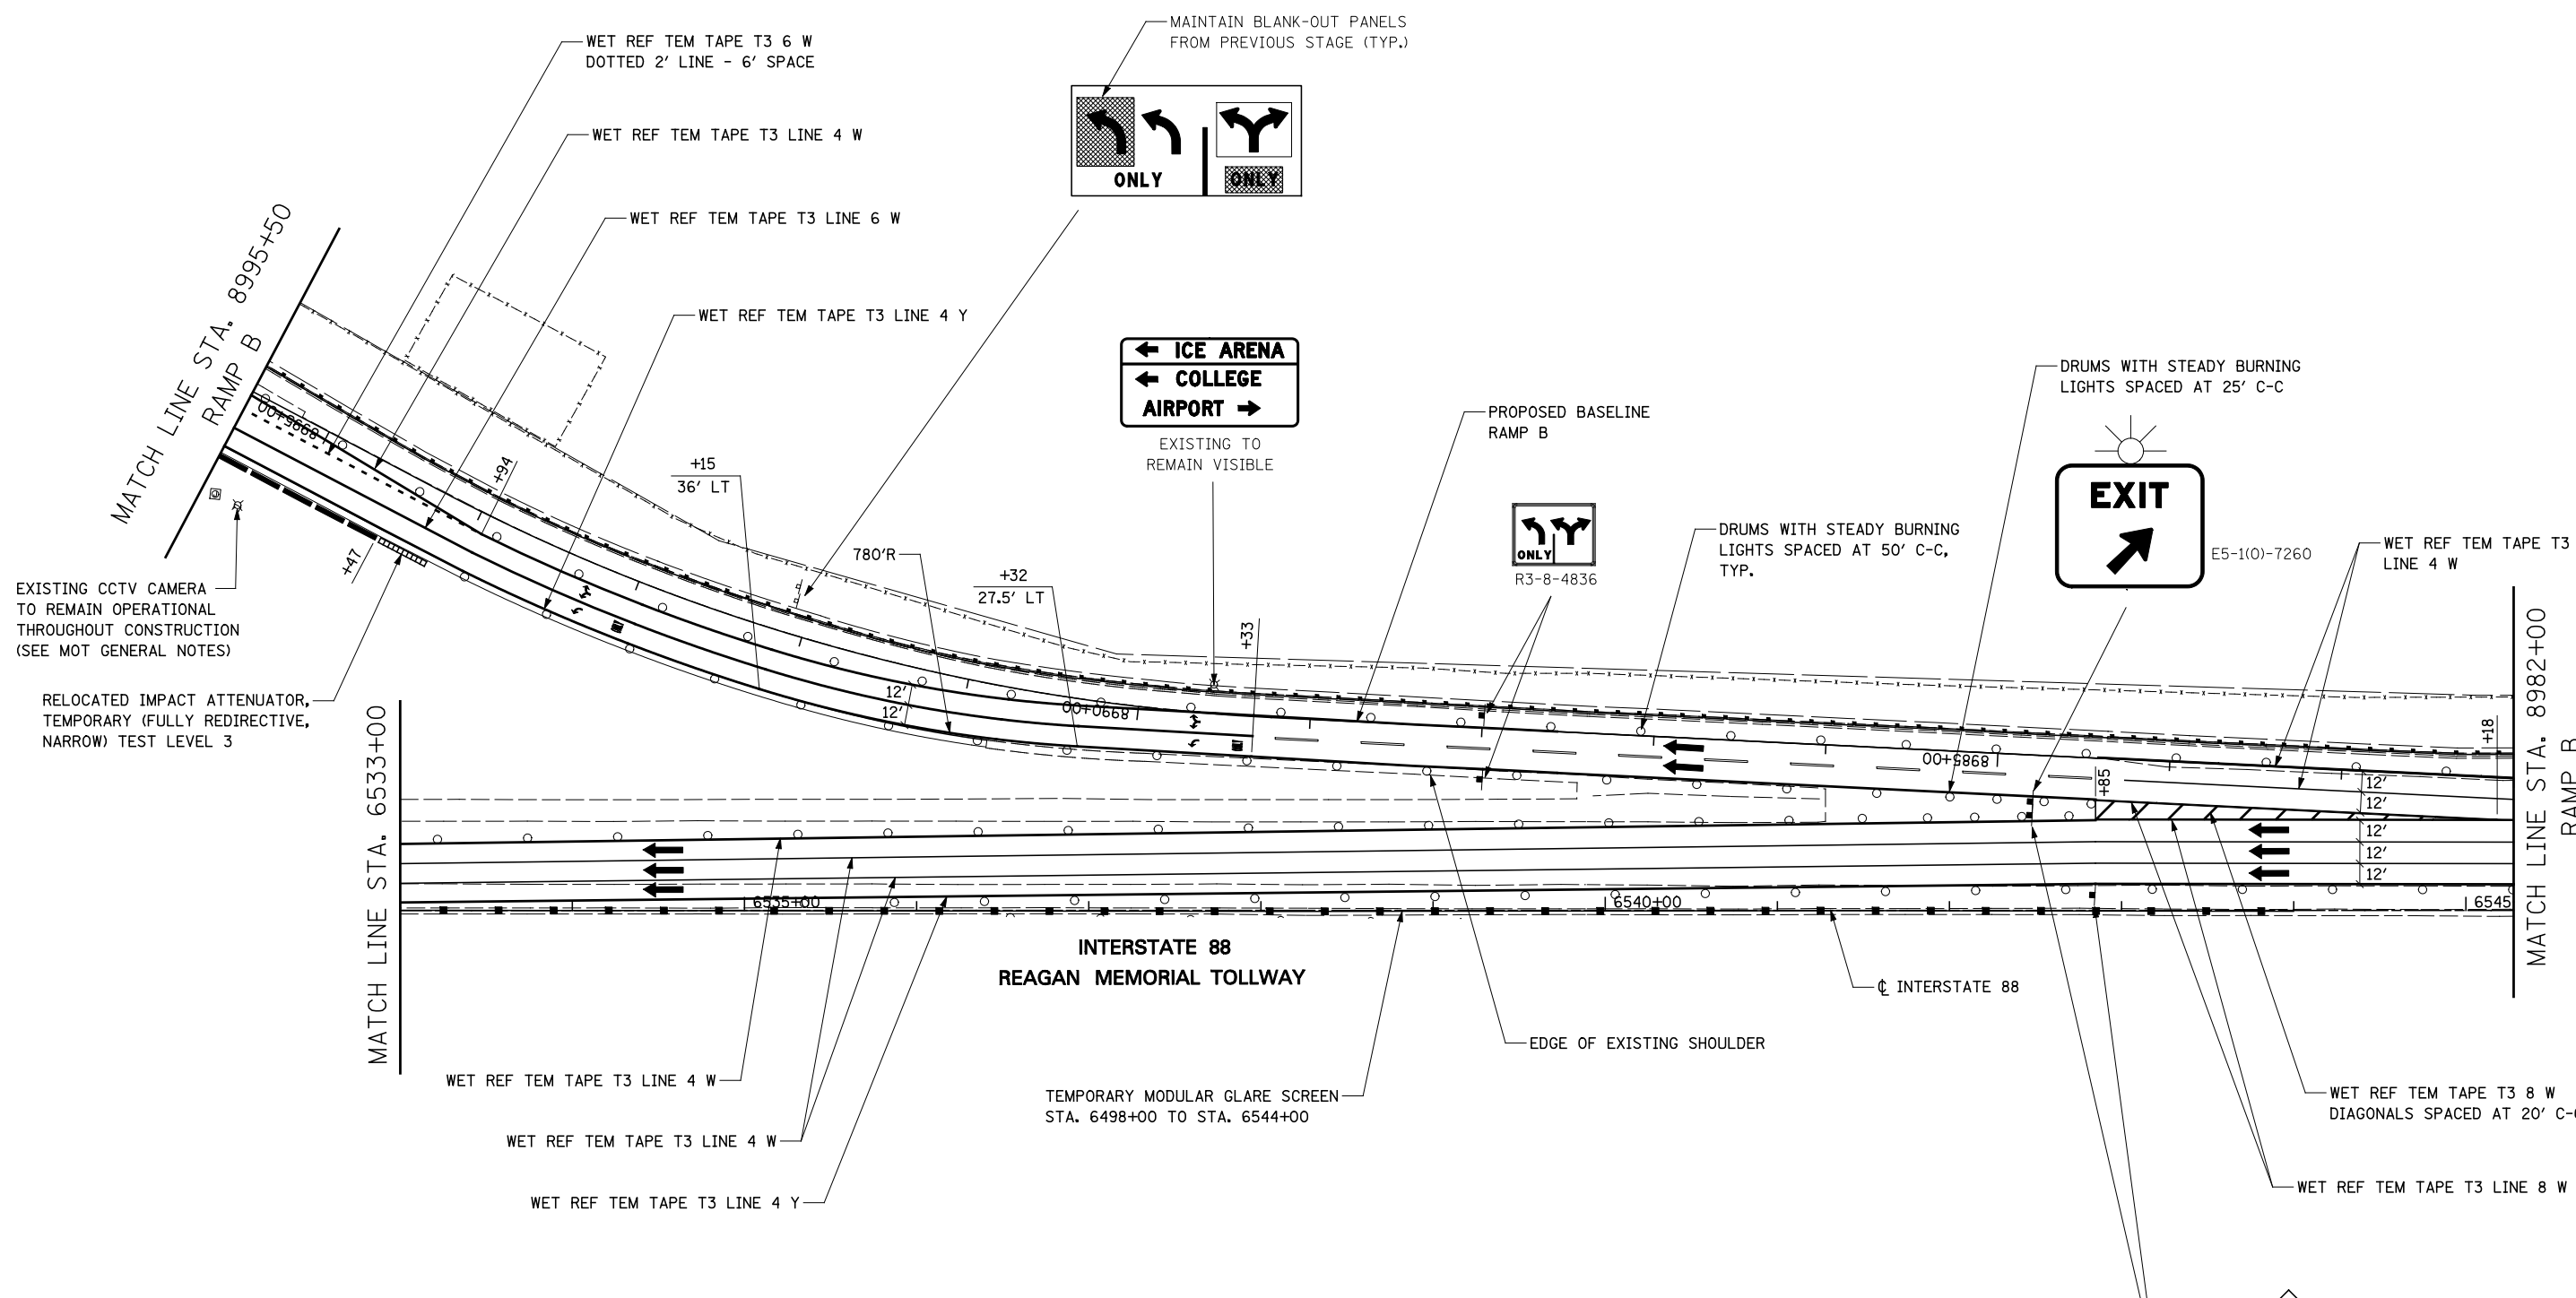 MAINTAIN BLANK-OUT PANELS
FROM PREVIOUS STAGE (TYP.)
WET REF TEM TAPE T3 6 W
DOTTED 2' LINE - 6' SPACE
WET REF TEM TAPE T3 LINE 4 W
ONLY
ONLY
WET REF TEM TAPE T3 LINE 6 W
MATCH LINE STA. 8995+50
RAMP B
WET REF TEM TAPE T3 LINE 4 Y
ICE ARENA
COLLEGE
AIRPORT
EXISTING TO
REMAIN VISIBLE
PROPOSED BASELINE
RAMP B
DRUMS WITH STEADY BURNING
LIGHTS SPACED AT 25' C-C
EXIT
E5-1(0)-7260
8995+00
+94
+15
36' LT
+47
780'R
+32
27.5' LT
+33
ONLY
R3-8-4836
DRUMS WITH STEADY BURNING
LIGHTS SPACED AT 50' C-C,
TYP.
WET REF TEM TAPE T3
LINE 4 W
EXISTING CCTV CAMERA
TO REMAIN OPERATIONAL
THROUGHOUT CONSTRUCTION
(SEE MOT GENERAL NOTES)
RELOCATED IMPACT ATTENUATOR,
TEMPORARY (FULLY REDIRECTIVE,
NARROW) TEST LEVEL 3
12'
12'
8990+00
8985+00
+85
+18
12'
12'
12'
12'
12'
MATCH LINE STA. 8982+00
RAMP B
MATCH LINE STA. 6533+00
6535+00
6540+00
6545
INTERSTATE 88
REAGAN MEMORIAL TOLLWAY
℄ INTERSTATE 88
EDGE OF EXISTING SHOULDER
WET REF TEM TAPE T3 LINE 4 W
TEMPORARY MODULAR GLARE SCREEN
STA. 6498+00 TO STA. 6544+00
WET REF TEM TAPE T3 8 W
DIAGONALS SPACED AT 20' C-
WET REF TEM TAPE T3 LINE 4 W
WET REF TEM TAPE T3 LINE 8 W
WET REF TEM TAPE T3 LINE 4 Y